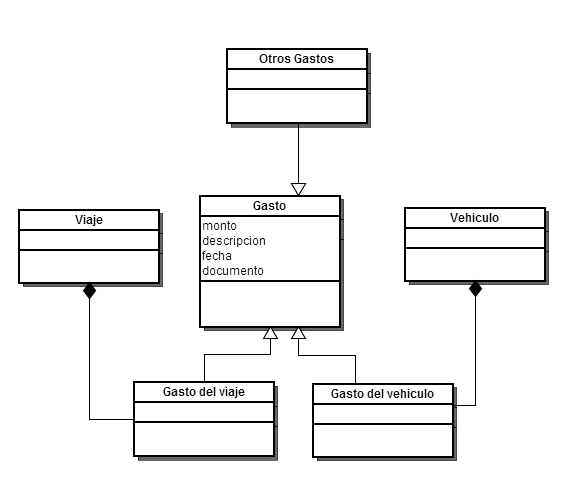 Otros Gastos
Gasto
monto
descripcion
fecha
documento
Viaje
Vehiculo
Gasto del viaje
Gasto del vehiculo